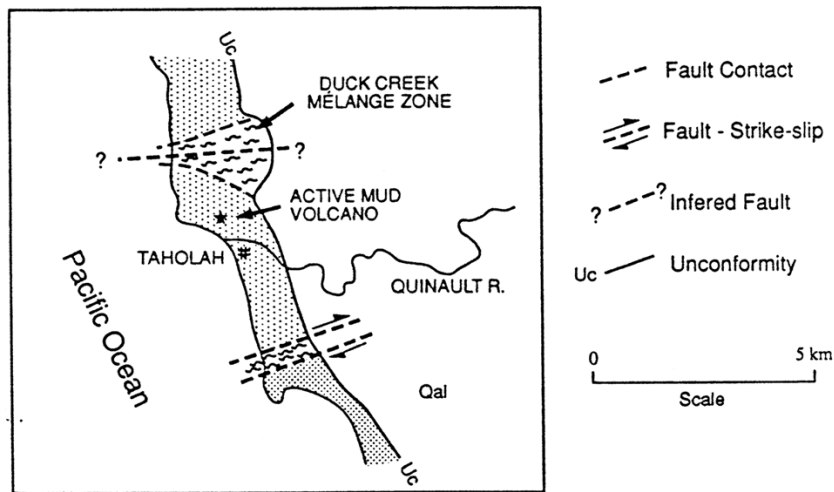 Uc
DUCK CREEK
MÉLANGE ZONE
?
?
ACTIVE MUD
VOLCANO
TAHOLAH
#
QUINAULT R.
Pacific Ocean
Qal
Uc
Fault Contact
Fault - Strike-slip
?
?
Infered Fault
Uc
Unconformity
0
5 km
Scale